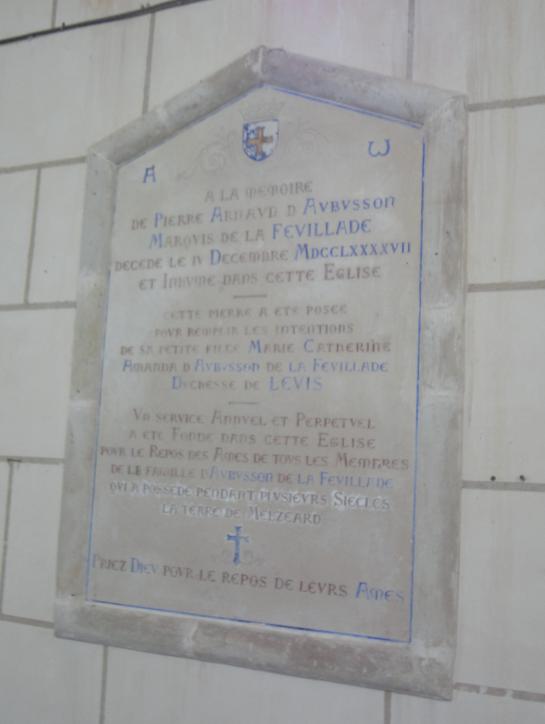 A ω
A LA MEMOIRE
DE PIERRE ARNAVD D AVBVSSON
MARQVIS DE LA FEVILLADE
DECEDE LE IV DECEMBRE MDCCLXXXXVII
ET INHVME DANS CETTE EGLISE
CETTE PIERRE A ETE POSEE
POVR REMPLIR LES INTENTIONS
DE SA PETITE FILLE MARIE CATHERINE
AMANDA D'AVBVSSON DE LA FEVILLADE
DVCHESSE DE LEVIS
VN SERVICE ANNVEL ET PERPETVEL
A ETE FONDE DANS CETTE EGLISE
POVR LE REPOS DES AMES DE TOVS LES MEMBRES
DE LA FAMILLE D'AVBVSSON DE LA FEVILLADE
QVI A POSSEDE PENDANT PLVSIEVRS SIECLES
LA TERRE DE MELZEARD
PRIEZ DIEV POVR LE REPOS DE LEVRS AMES